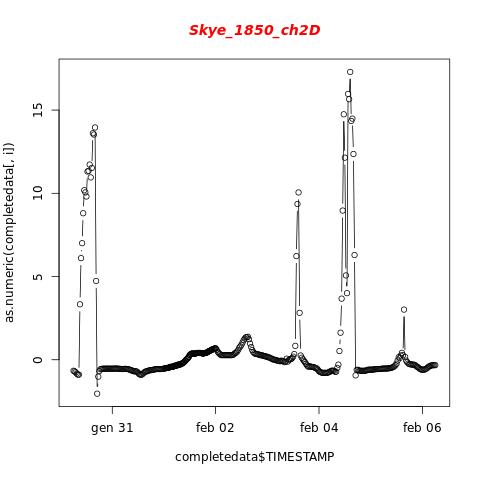 Skye_1850_ch2D
as.numeric(completedata[, i])
15
10
5
0
gen 31
feb 02
feb 04
feb 06
completedata$TIMESTAMP